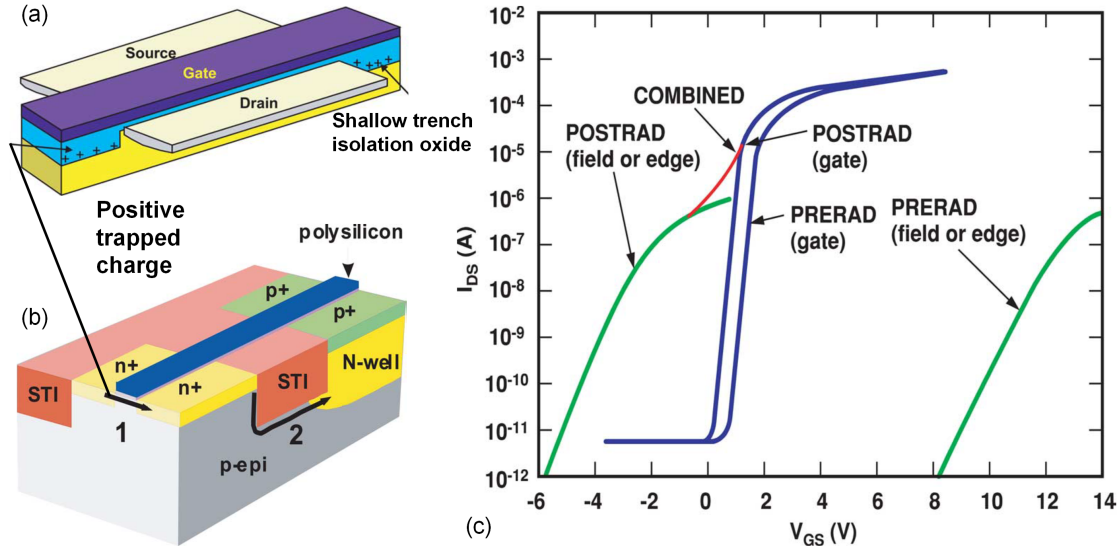 (a)
Source
Gate
Drain
Shallow trench
isolation oxide
Positive
trapped
charge
polysilicon
(b)
p+
p+
n+
n+
STI
STI
N-well
1
2
p-epi
(c)
10-2
10-3
10-4
10-5
10-6
10-7
10-8
10-9
10-10
10-11
10-12
IDS (A)
COMBINED
POSTRAD
(field or edge)
POSTRAD
(gate)
PRERAD
(gate)
PRERAD
(field or edge)
-6 -4 -2 0 2 4 6 8 10 12 14
VGS (V)